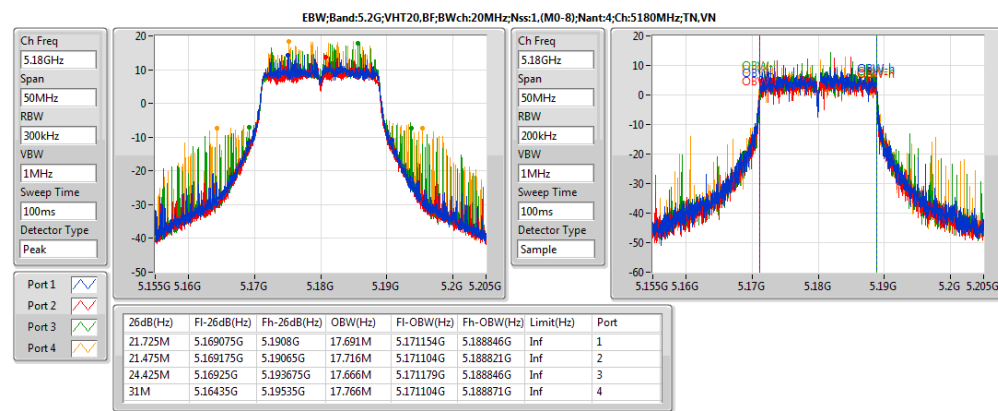 EBW;Band:5.2G;VHT20,BF;BWch:20MHz;Nss:1,(M0-8);Nant:4;Ch:5180MHz;TN,VN
Ch Freq
5.18GHz
Span
50MHz
RBW
300kHz
VBW
1MHz
Sweep Time
100ms
Detector Type
Peak
20
10
0
-10
-20
-30
-40
-50
5.155G 5.16G 5.17G 5.18G 5.19G 5.2G 5.205G
Ch Freq
5.18GHz
Span
50MHz
RBW
200kHz
VBW
1MHz
Sweep Time
100ms
Detector Type
Sample
20
10
0
-10
-20
-30
-40
-50
-60
5.155G 5.16G 5.17G 5.18G 5.19G 5.2G 5.205G
Port 1
Port 2
Port 3
Port 4
26dB(Hz) Fl-26dB(Hz) Fh-26dB(Hz) OBW(Hz) Fl-OBW(Hz) Fh-OBW(Hz) Limit(Hz) Port
21.725M 5.169075G 5.1908G 17.691M 5.171154G 5.188846G Inf 1
21.475M 5.169175G 5.19065G 17.716M 5.171104G 5.188821G Inf 2
24.425M 5.16925G 5.193675G 17.666M 5.171179G 5.188846G Inf 3
31M 5.16435G 5.19535G 17.766M 5.171104G 5.188871G Inf 4